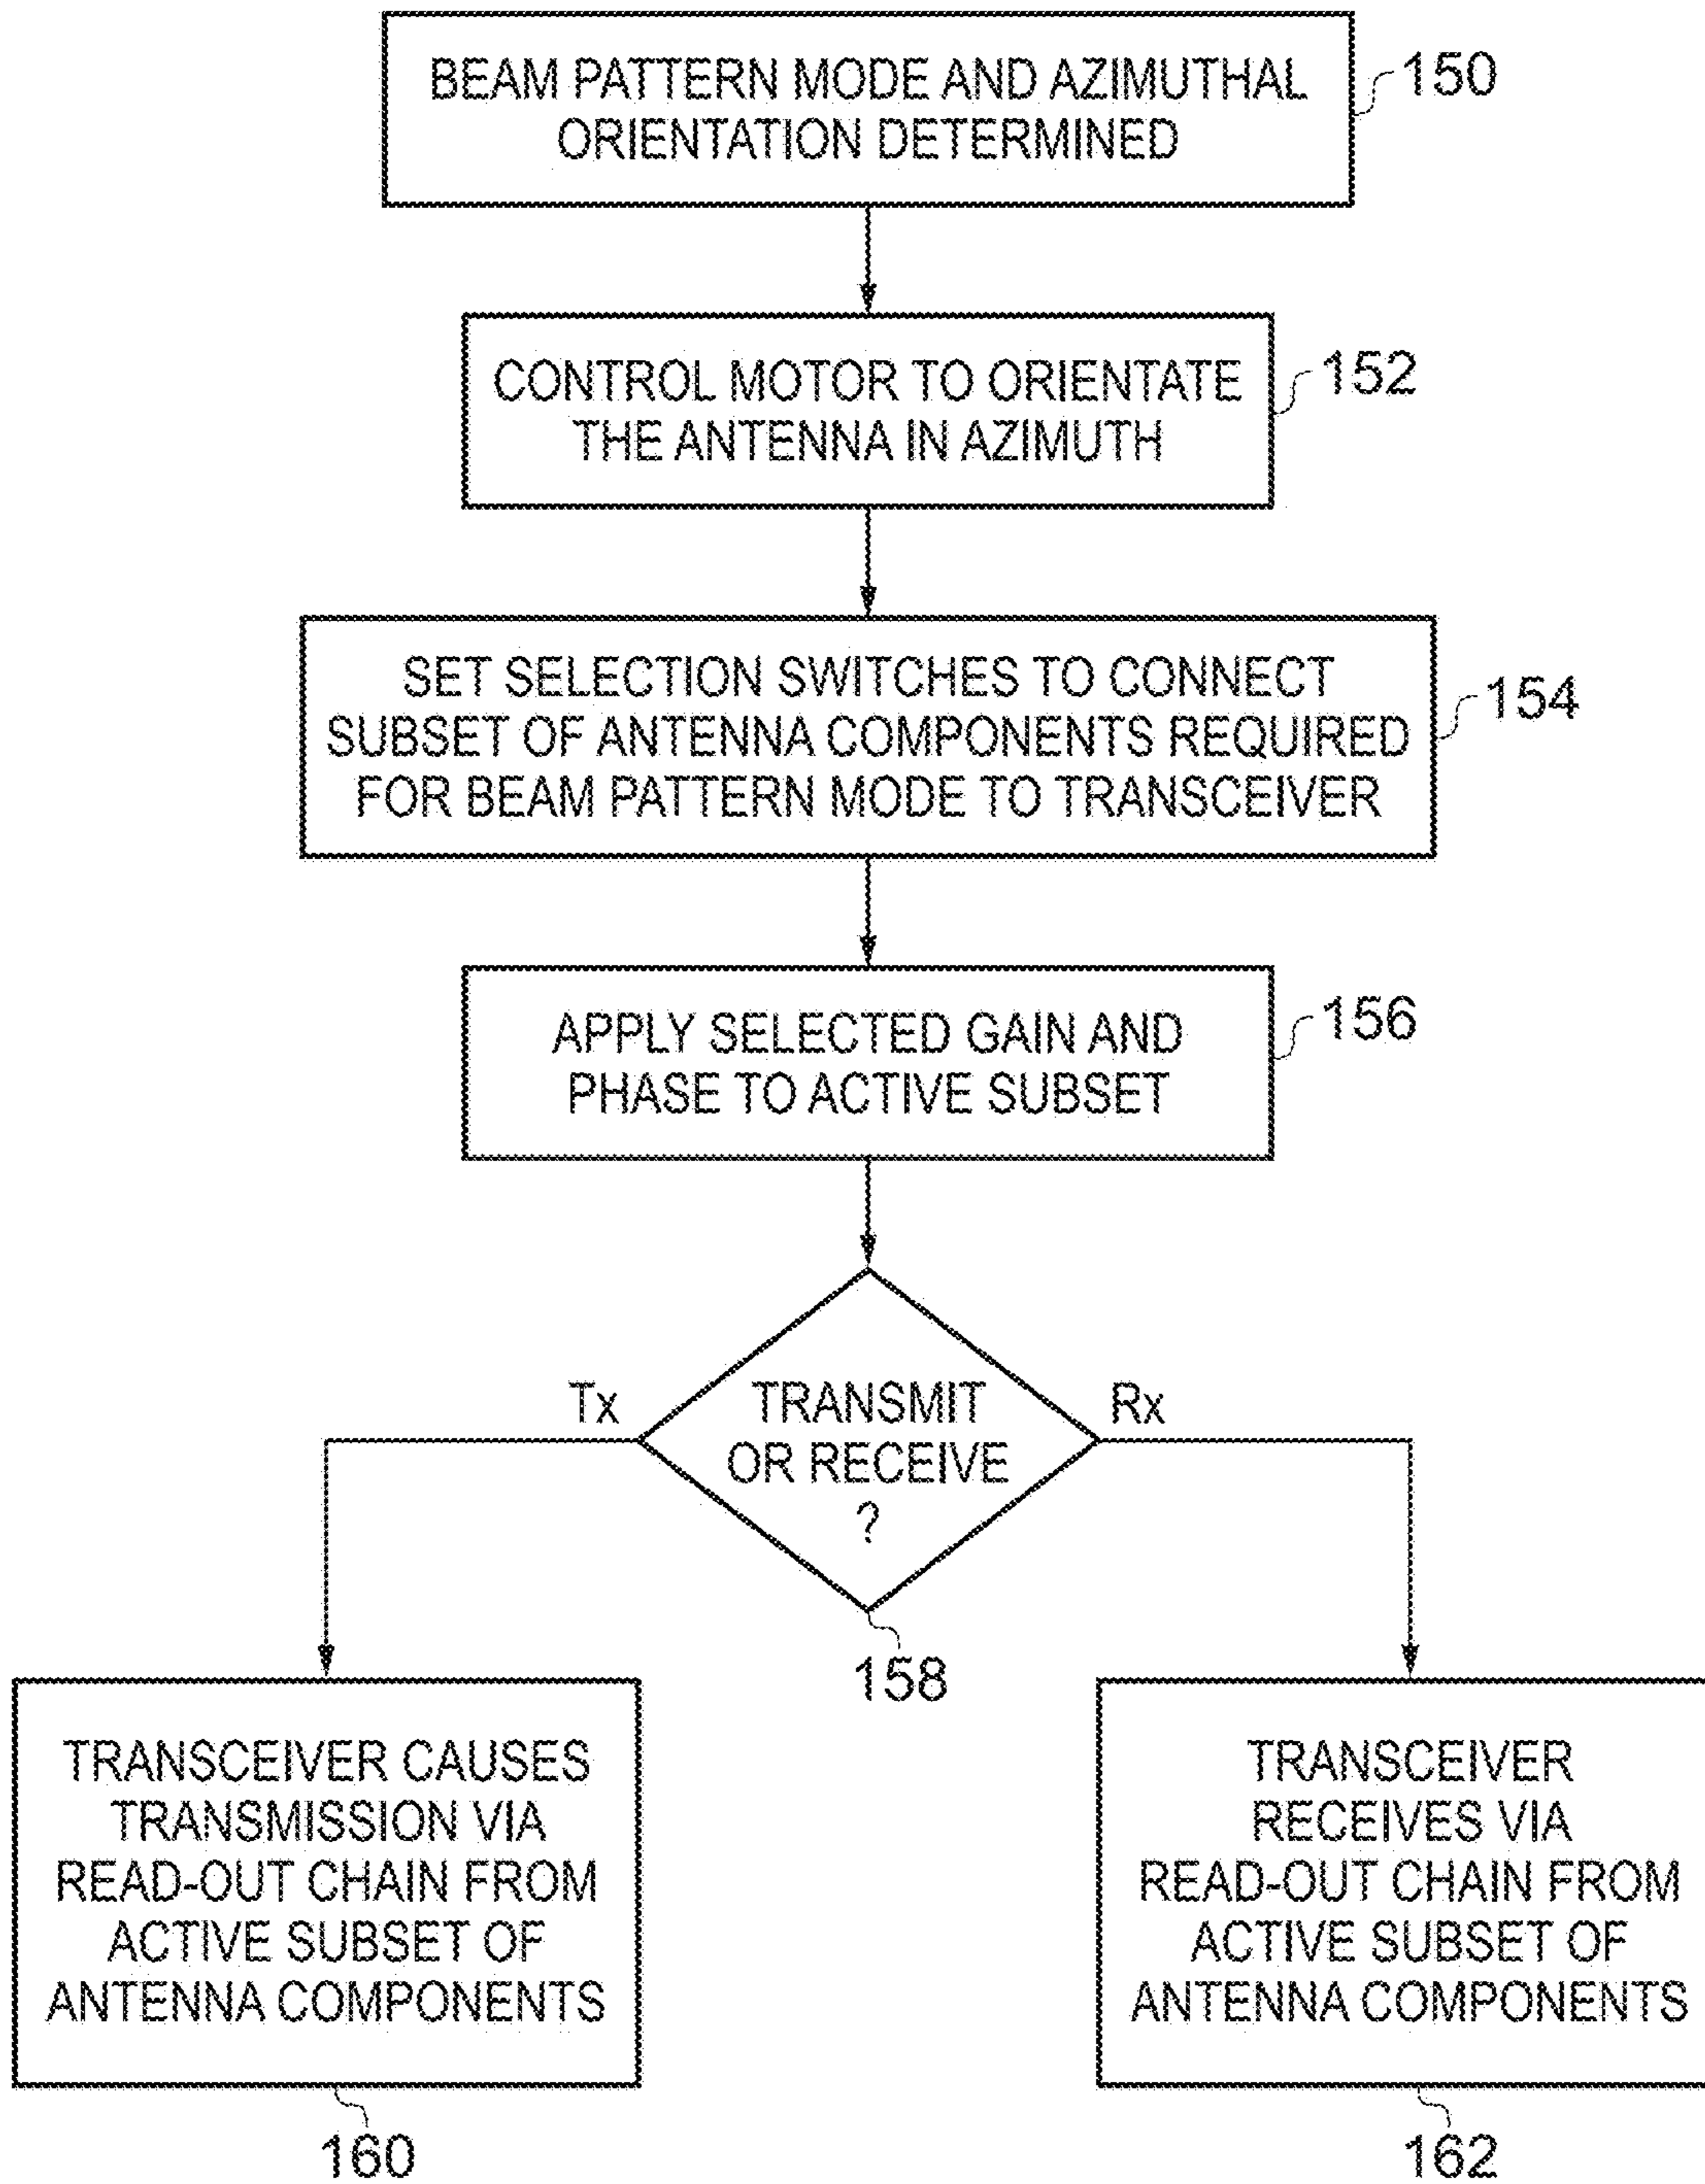 BEAM PATTERN MODE AND AZIMUTHAL
ORIENTATION DETERMINED
150
CONTROL MOTOR TO ORIENTATE
THE ANTENNA IN AZIMUTH
152
SET SELECTION SWITCHES TO CONNECT
SUBSET OF ANTENNA COMPONENTS REQUIRED
FOR BEAM PATTERN MODE TO TRANSCEIVER
154
APPLY SELECTED GAIN AND
PHASE TO ACTIVE SUBSET
156
Tx
TRANSMIT
OR RECEIVE
?
Rx
158
TRANSCEIVER CAUSES
TRANSMISSION VIA
READ-OUT CHAIN FROM
ACTIVE SUBSET OF
ANTENNA COMPONENTS
160
TRANSCEIVER
RECEIVES VIA
READ-OUT CHAIN FROM
ACTIVE SUBSET OF
ANTENNA COMPONENTS
162